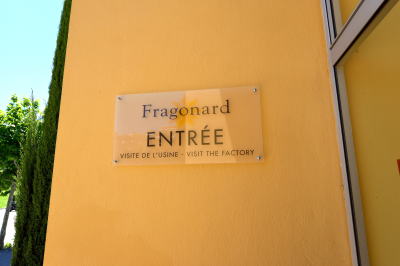 Fragonard
ENTRÉE
VISITE DE L'USINE - VISIT THE FACTORY